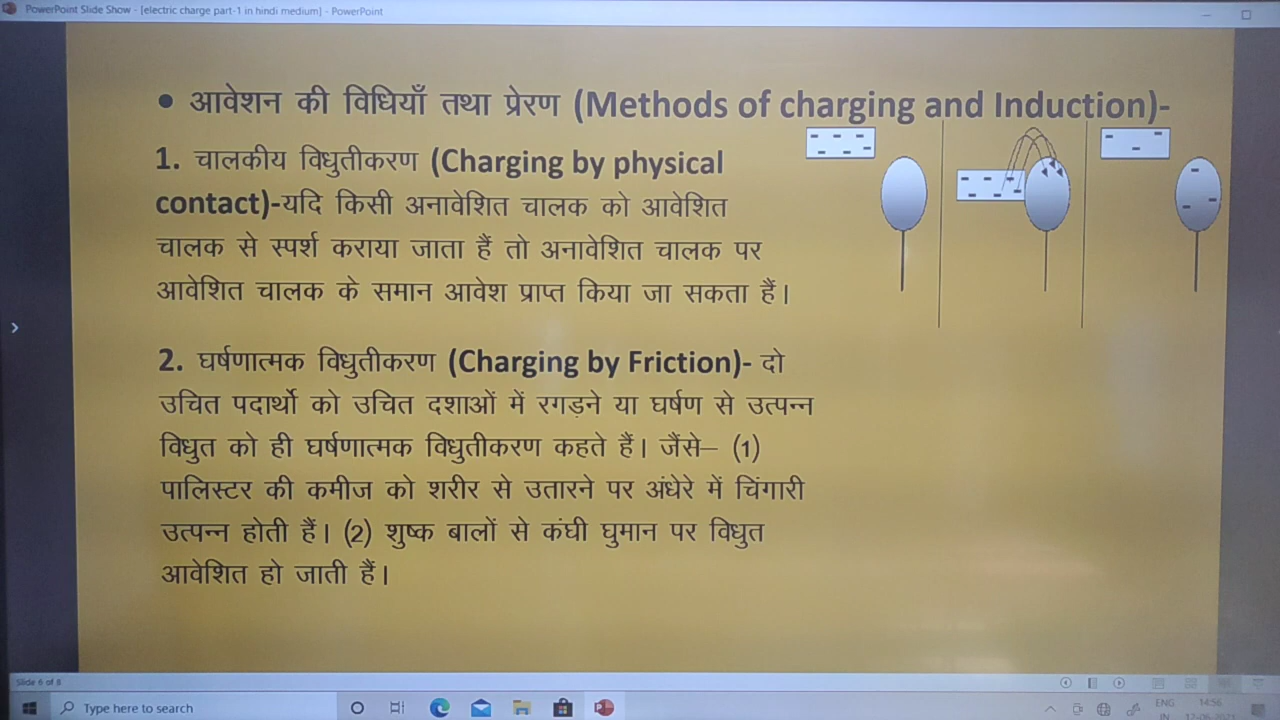 PowerPoint Slide Show - [electric charge part-1 in hindi medium] - PowerPoint
• आवेशन की विधियाँ तथा प्रेरण (Methods of charging and Induction)-
1. चालकीय विधुतीकरण (Charging by physical
contact)-यदि किसी अनावेशित चालक को आवेशित
चालक से स्पर्श कराया जाता हैं तो अनावेशित चालक पर
आवेशित चालक के समान आवेश प्राप्त किया जा सकता हैं।
2. घर्षणात्मक विधुतीकरण (Charging by Friction)- दो
उचित पदार्थो को उचित दशाओं में रगड़ने या घर्षण से उत्पन्न
विधुत को ही घर्षणात्मक विधुतीकरण कहते हैं। जैंसे– (1)
पालिस्टर की कमीज को शरीर से उतारने पर अंधेरे में चिंगारी
उत्पन्न होती हैं। (2) शुष्क बालों से कंघी घुमान पर विधुत
आवेशित हो जाती हैं।
Slide 6 of 8
Type here to search
ENG 14:56
IN 17-06-2021